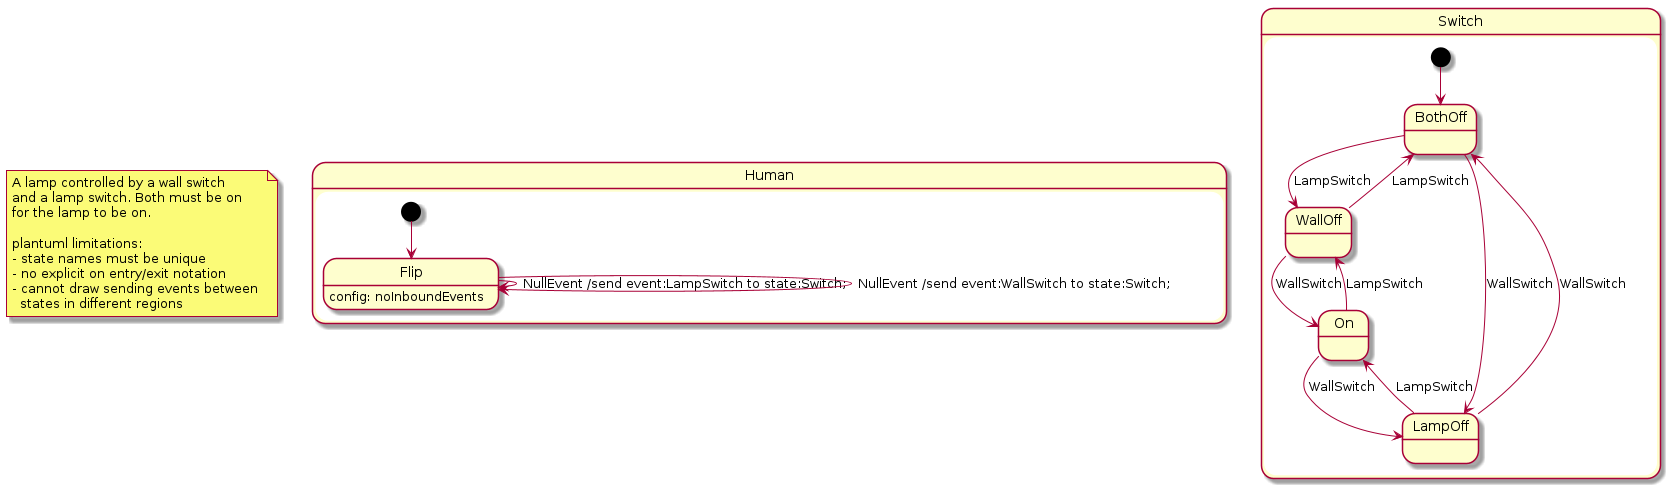 A lamp controlled by a wall switch
and a lamp switch. Both must be on
for the lamp to be on.
plantuml limitations:
- state names must be unique
- no explicit on entry/exit notation
- cannot draw sending events between
states in different regions
Human
Flip
config: noInboundEvents
NullEvent /send event:LampSwitch to state:Switch;
NullEvent /send event:WallSwitch to state:Switch;
Switch
BothOff
LampSwitch
LampSwitch
WallOff
WallSwitch
LampSwitch
WallSwitch
WallSwitch
On
WallSwitch
LampSwitch
LampOff